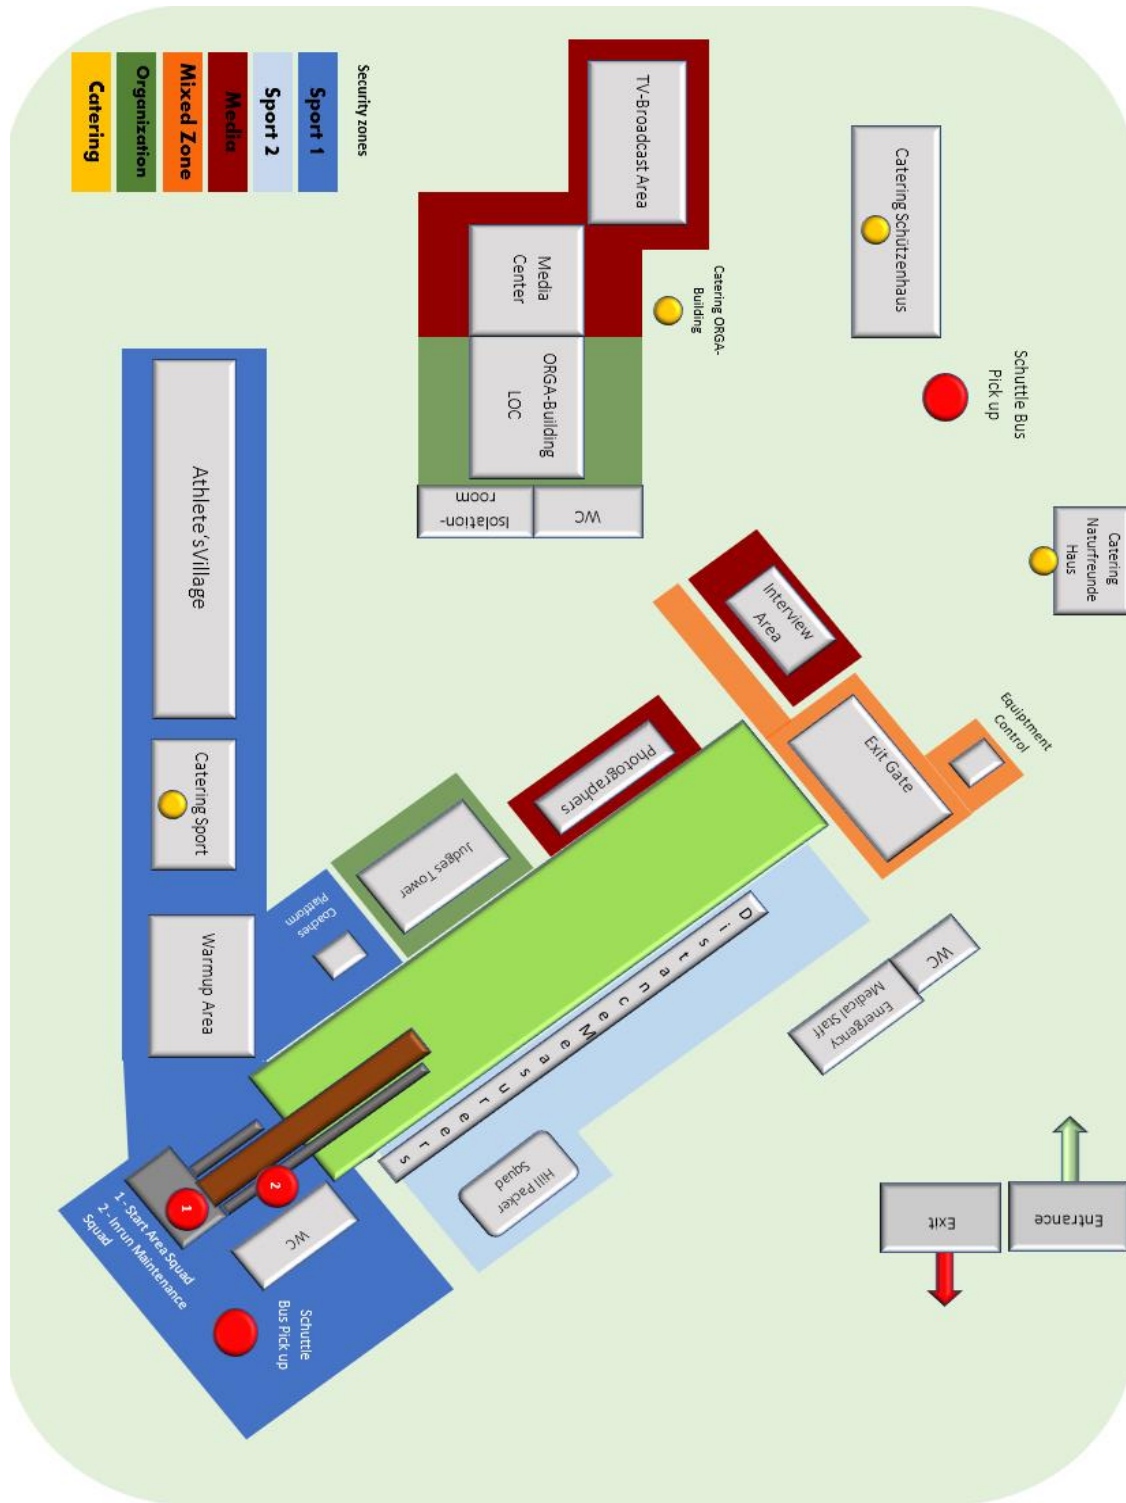 Security zones
Sport 1
Sport 2
Media
Mixed Zone
Organization
Catering
TV-Broadcast Area
Media
Center
ORGA-Building
LOC
Isolation-
room
WC
Catering ORGA-
Building
Catering Schützenhaus
Schuttle Bus
Pick up
Catering
Naturfreunde
Haus
Interview
Area
Exit Gate
Equiptment
Control
Photographers
Judges Tower
Coaches
Plattform
Athlete‘sVillage
Catering Sport
Warmup Area
Distance Measureers
Hill Packer
Squad
WC
Emergency
Medical Staff
Entrance
Exit
1
2
WC
1 - Start Area Squad
2 - Inrun Maintenance
Squad
Schuttle
Bus Pick up